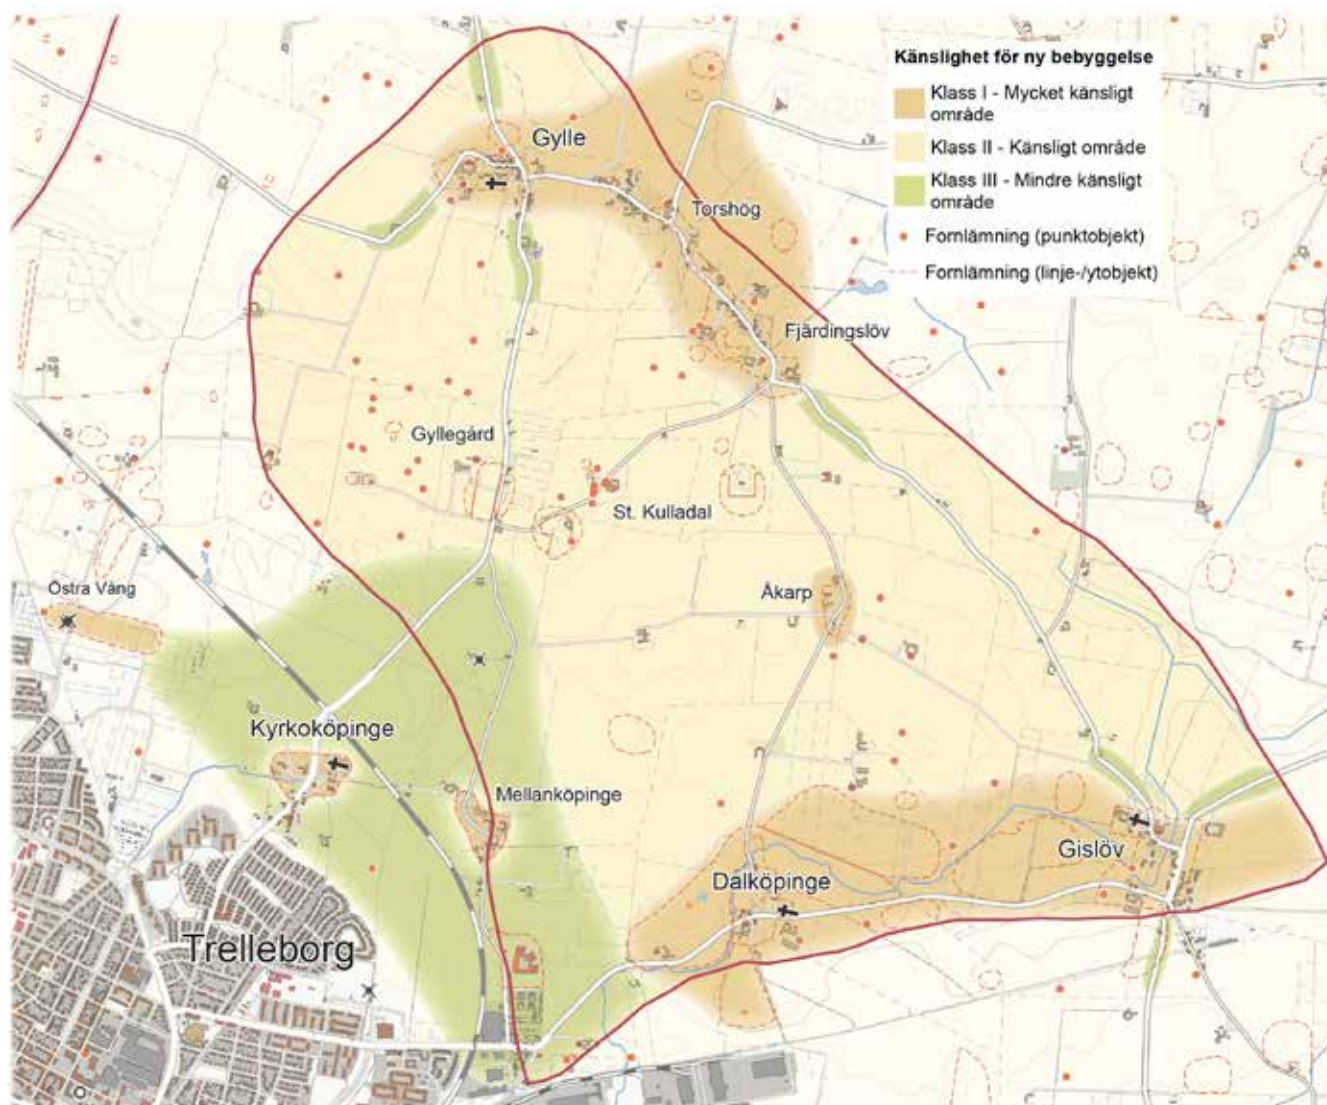 Känslighet för ny bebyggelse
Klass I - Mycket känsligt
område
Klass II - Känsligt område
Klass III - Mindre känsligt
område
Fornlämning (punktobjekt)
Fornlämning (linje-/ytobjekt)
Gylle
Torshög
Fjärdingslöv
Gyllegård
St. Kulladal
Östra Vång
Åkarp
Kyrkoköpinge
Mellanköpinge
Gislöv
Dalköpinge
Trelleborg